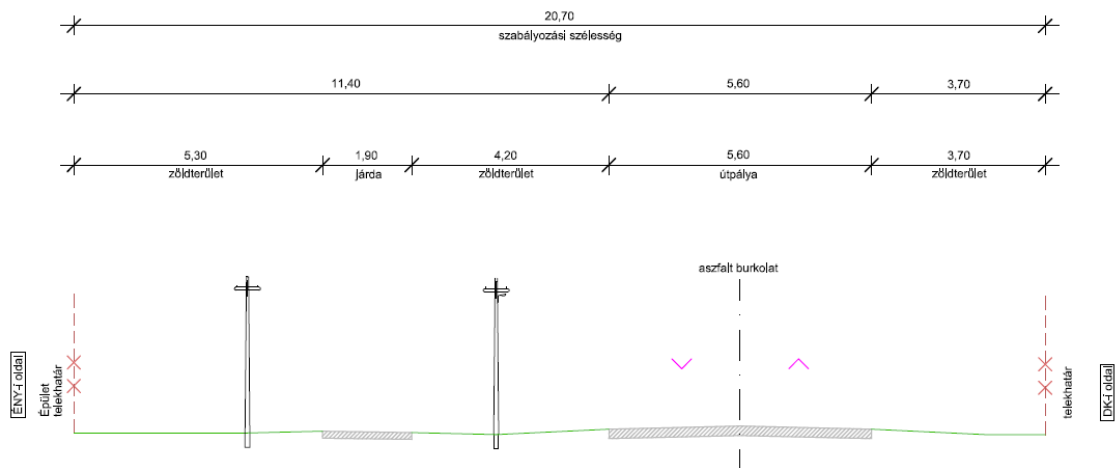 20,70
szabályozási szélesség
11,40
5,60
3,70
5,30
1,90
4,20
5,60
3,70
zöldterület
járda
zöldterület
útpálya
zöldterület
aszfalt burkolat
ÉNY-i oldal
Épület
telekhatár
telekhatár
DK-i oldal